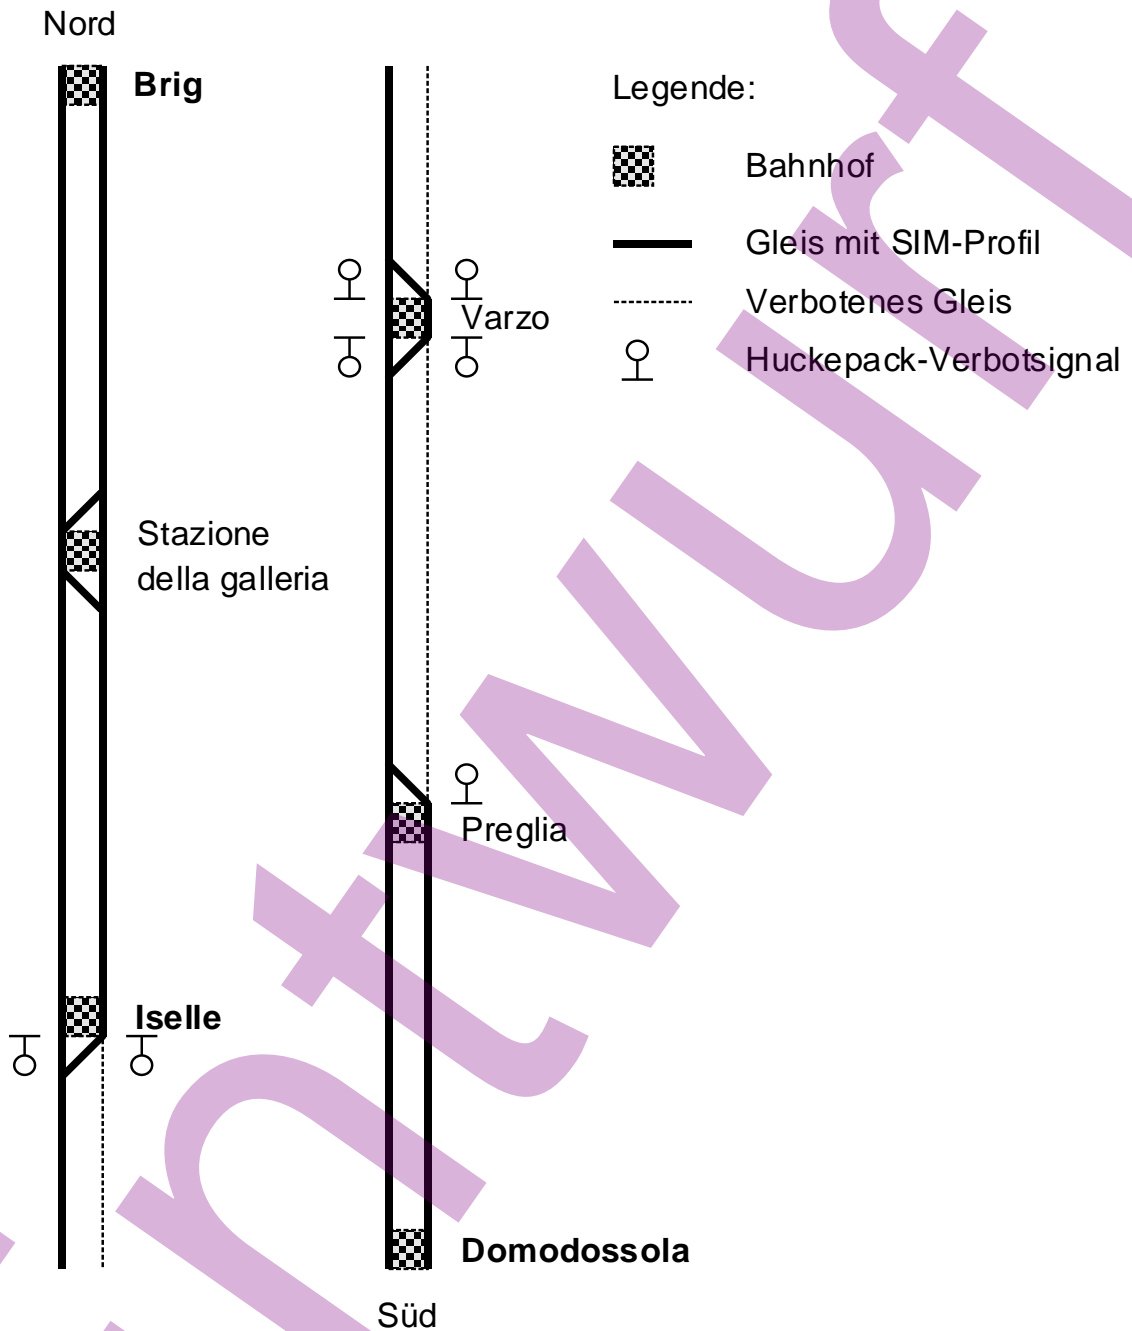 Nord
Brig
Stazione
della galleria
Iselle
Varzo
Preglia
Domodossola
Süd
Legende:
Bahnhof
Gleis mit SIM-Profil
Verbotenes Gleis
Huckepack-Verbotsignal
ntwurf